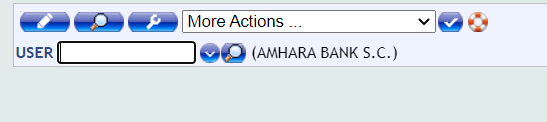 More Actions ...
USER (AMHARA BANK S.C.)